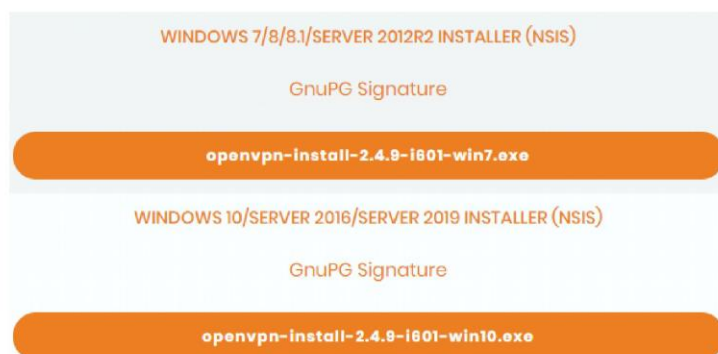 WINDOWS 7/8/8.1/SERVER 2012R2 INSTALLER (NSIS)
GnuPG Signature
openvpn-install-2.4.9-i601-win7.exe
WINDOWS 10/SERVER 2016/SERVER 2019 INSTALLER (NSIS)
GnuPG Signature
openvpn-install-2.4.9-i601-win10.exe